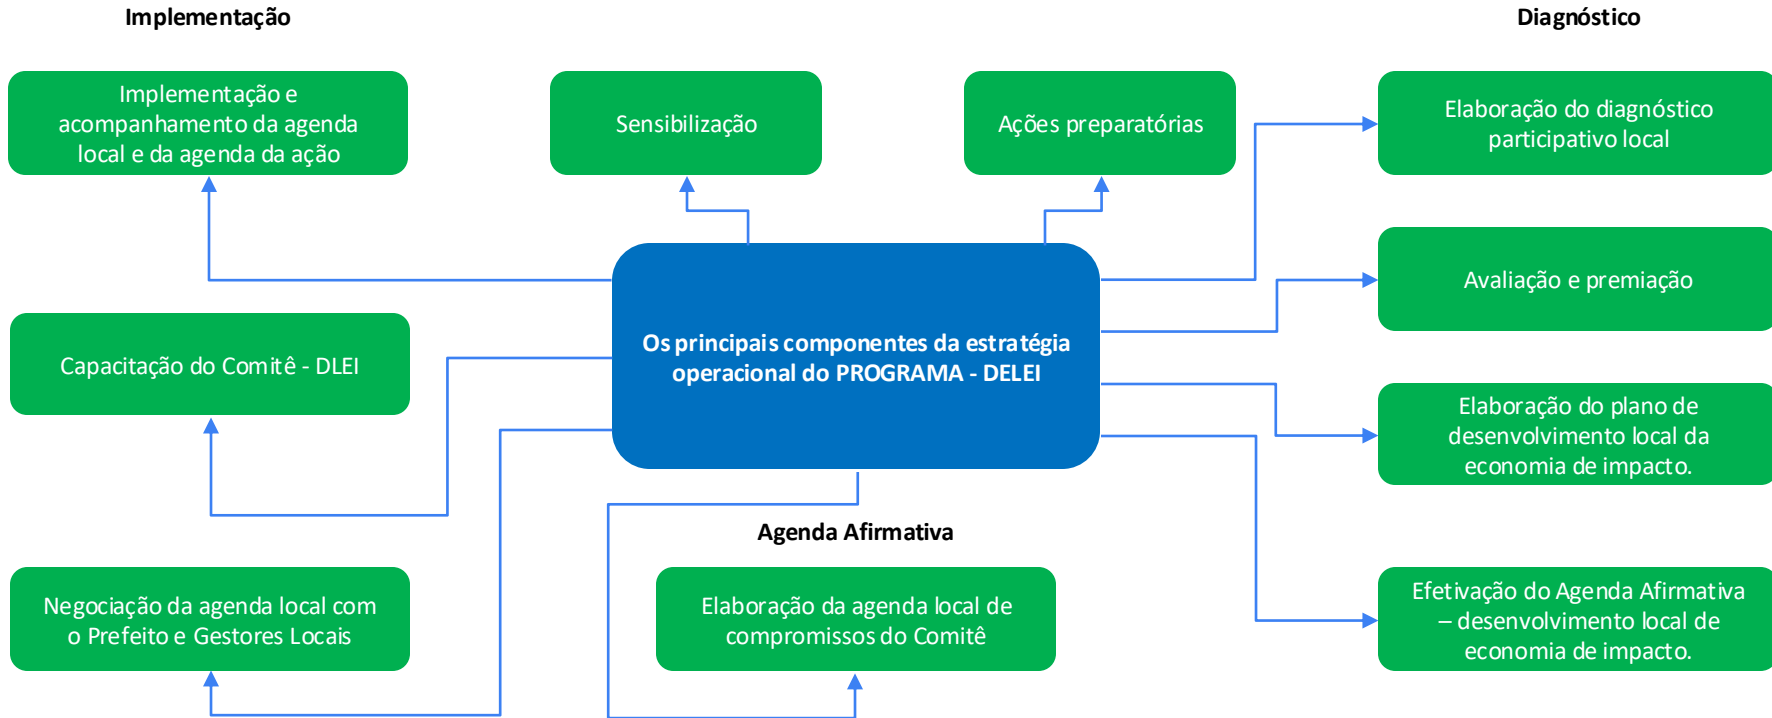 Implementação
Diagnóstico
Implementação e
acompanhamento da agenda
local e da agenda da ação
Sensibilização
Ações preparatórias
Elaboração do diagnóstico
participativo local
Avaliação e premiação
Os principais componentes da estratégia
operacional do PROGRAMA - DELEI
Capacitação do Comitê - DLEI
Elaboração do plano de
desenvolvimento local da
economia de impacto.
Agenda Afirmativa
Negociação da agenda local com
o Prefeito e Gestores Locais
Elaboração da agenda local de
compromissos do Comitê
Efetivação do Agenda Afirmativa
– desenvolvimento local de
economia de impacto.